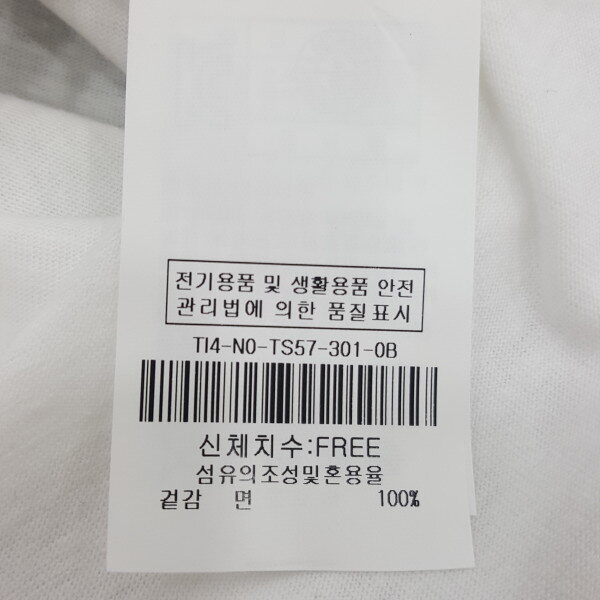 전기용품 및 생활용품 안전
관리법에 의한 품질표시
TI4-N0-TS57-301-0B
신체치수:FREE
섬유의조성및혼용율
겉감 면 100%